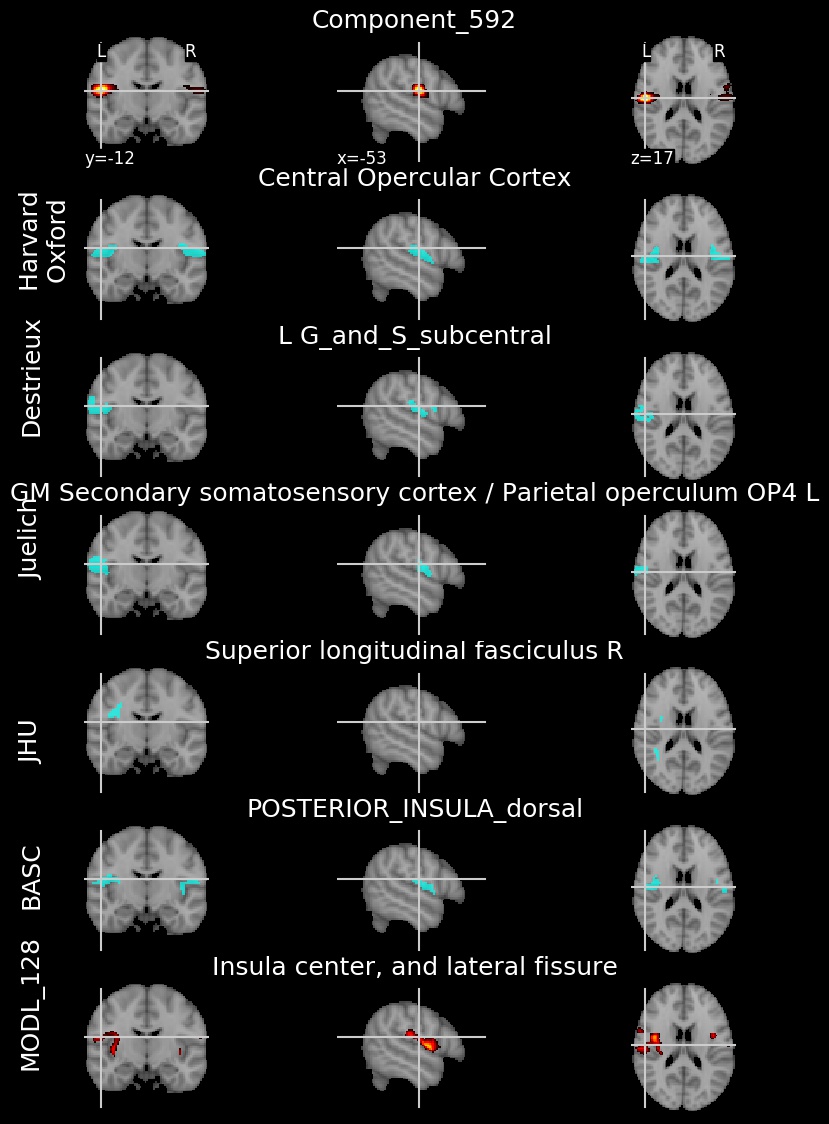 Component_592
L R
L R
y=-12 x=-53 z=17
Central Opercular Cortex
Harvard
Oxford
L G_and_S_subcentral
Destrieux
GM Secondary somatosensory cortex / Parietal operculum OP4 L
Juelich
Superior longitudinal fasciculus R
JHU
POSTERIOR_INSULA_dorsal
BASC
Insula center, and lateral fissure
MODL_128